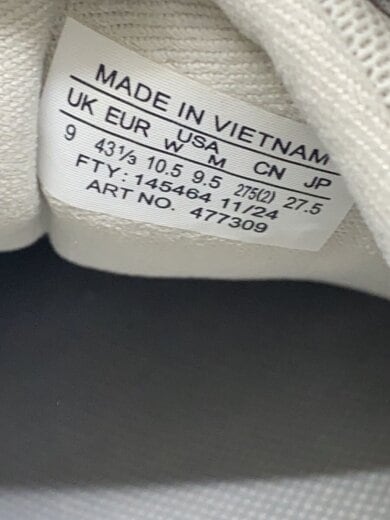 MADE IN VIETNAM
UK EUR USA CN JP
W M
9 43⅓ 10.5 9.5 275(2) 27.5
FTY: 145464 11/24
ART NO. 477309